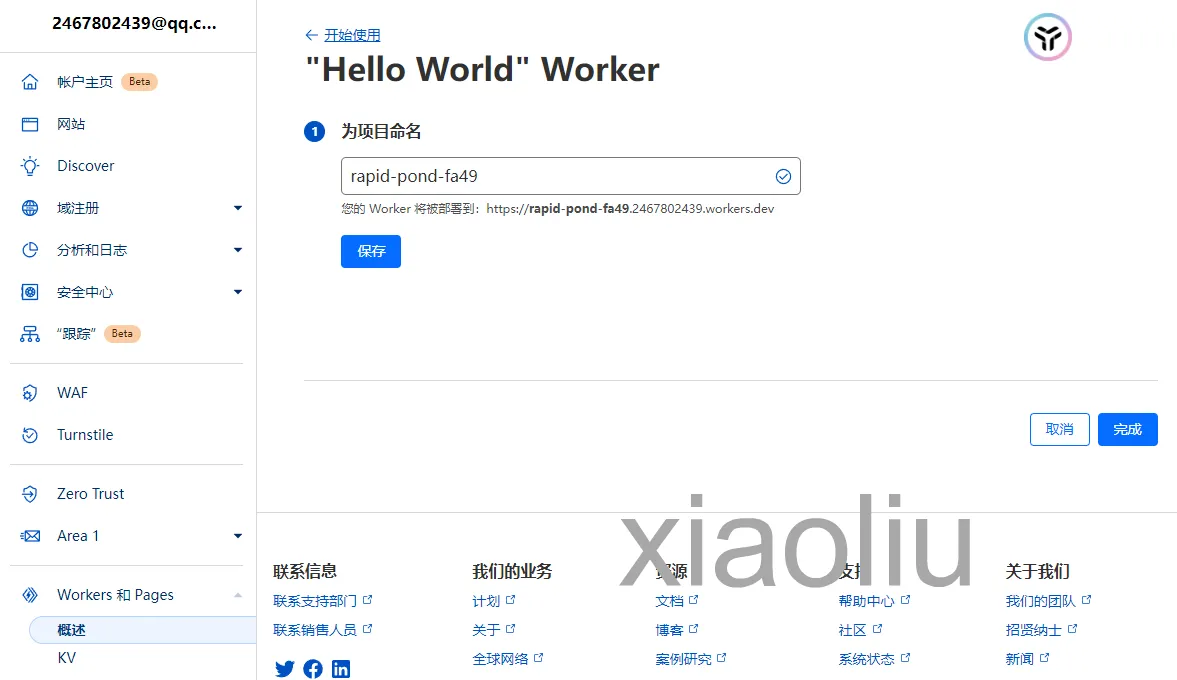 2467802439@qq.c...
帐户主页 Beta
网站
Discover
域注册
分析和日志
安全中心
“跟踪” Beta
WAF
Turnstile
Zero Trust
Area 1
Workers 和 Pages
概述
KV
开始使用
"Hello World" Worker
1 为项目命名
rapid-pond-fa49
您的 Worker 将被部署到：https://rapid-pond-fa49.2467802439.workers.dev
保存
取消 完成
xiaoliu
联系信息
联系支持部门
联系销售人员
我们的业务
计划
关于
全球网络
资源
文档
博客
案例研究
支持
帮助中心
社区
系统状态
关于我们
我们的团队
招贤纳士
新闻